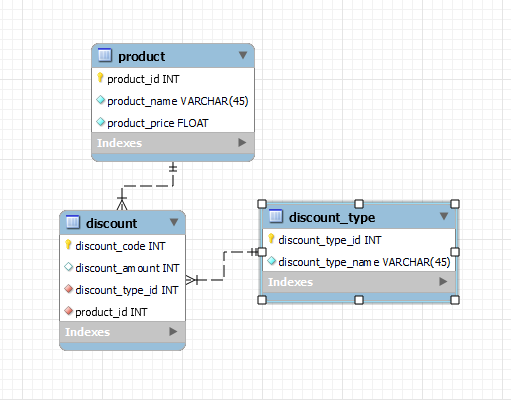 product
product_id INT
product_name VARCHAR(45)
product_price FLOAT
Indexes
discount
discount_code INT
discount_amount INT
discount_type_id INT
product_id INT
Indexes
discount_type
discount_type_id INT
discount_type_name VARCHAR(45)
Indexes